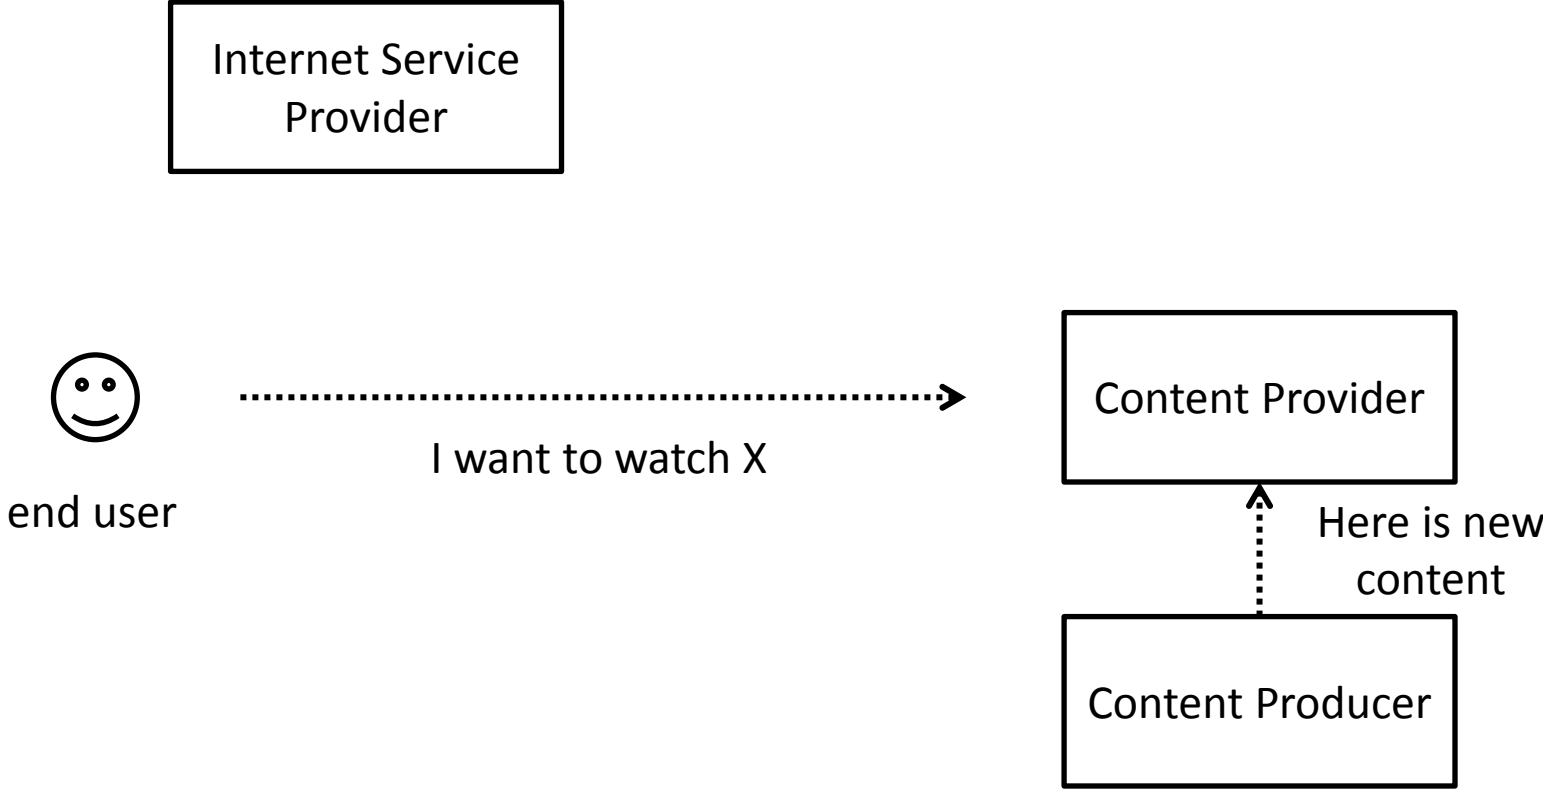 Internet Service
Provider
Content Provider
I want to watch X
end user
Here is new
content
Content Producer